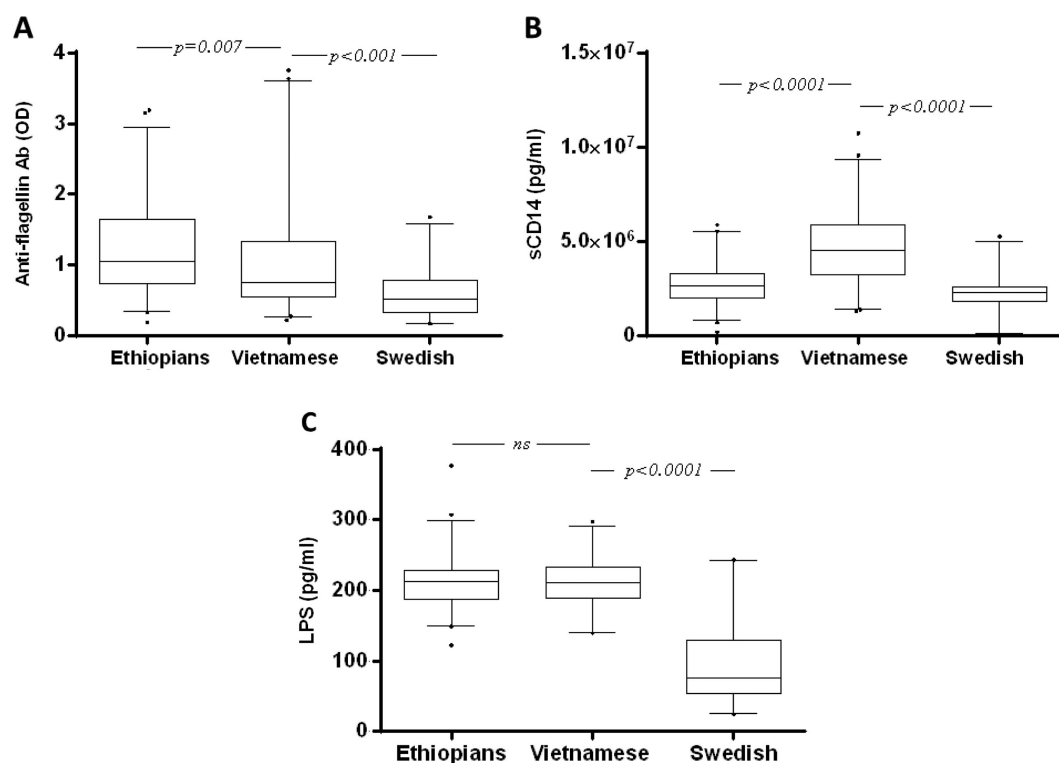 A
Anti-flagellin Ab (OD)
4
3
2
1
0
p=0.007
p<0.001
Ethiopians Vietnamese Swedish
B
sCD14 (pg/ml)
1.5×10⁷
1.0×10⁷
5.0×10⁶
0
p<0.0001
p<0.0001
Ethiopians Vietnamese Swedish
C
LPS (pg/ml)
400
300
200
100
0
ns
p<0.0001
Ethiopians Vietnamese Swedish